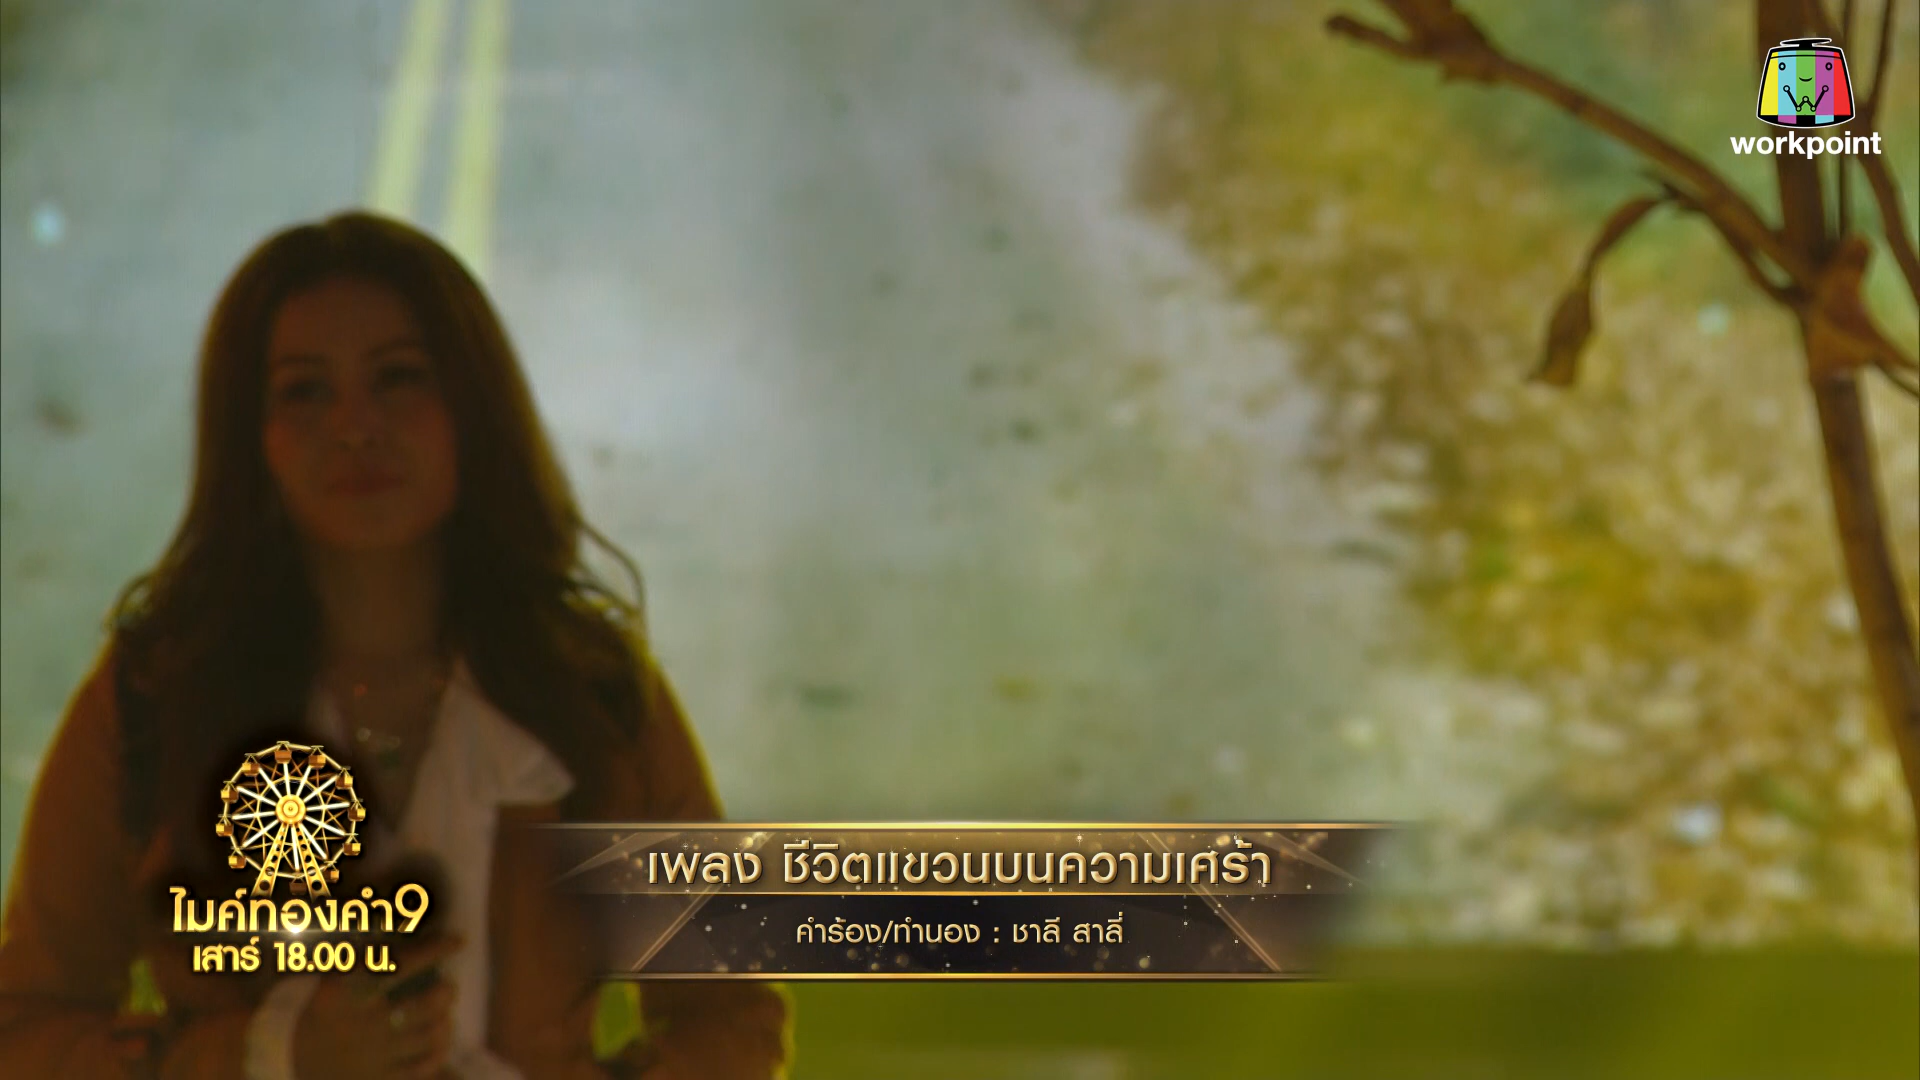 workpoint
เพลง ชีวิตแขวนบนความเศร้า
คำร้อง/ทำนอง : ชาลี สาลี่
ไมค์ทองคำ9
เสาร์ 18.00 น.